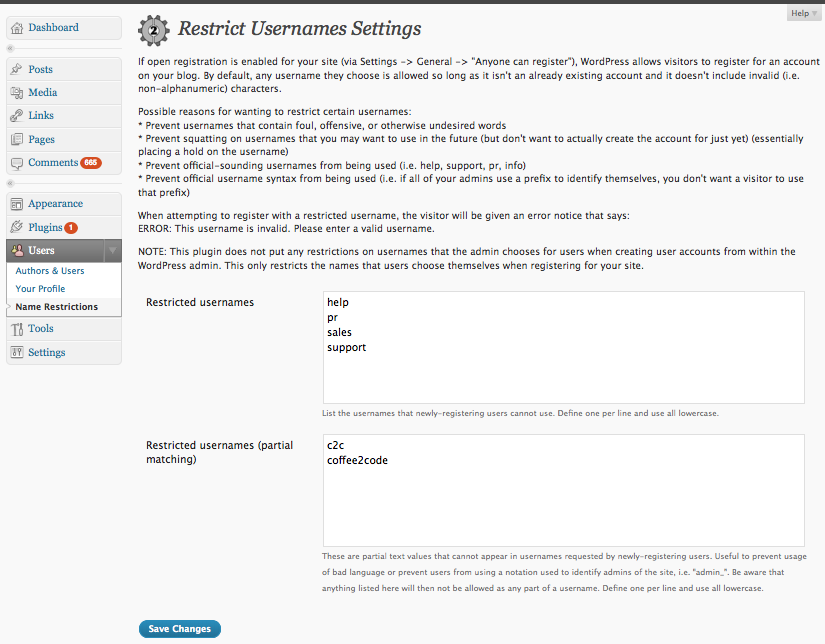 Help
Dashboard
Posts
Media
Links
Pages
Comments 665
Appearance
Plugins 1
Users
Authors & Users
Your Profile
Name Restrictions
Tools
Settings
2
Restrict Usernames Settings
If open registration is enabled for your site (via Settings -> General -> "Anyone can register"), WordPress allows visitors to register for an account
on your blog. By default, any username they choose is allowed so long as it isn't an already existing account and it doesn't include invalid (i.e.
non-alphanumeric) characters.
Possible reasons for wanting to restrict certain usernames:
* Prevent usernames that contain foul, offensive, or otherwise undesired words
* Prevent squatting on usernames that you may want to use in the future (but don't want to actually create the account for just yet) (essentially
placing a hold on the username)
* Prevent official-sounding usernames from being used (i.e. help, support, pr, info)
* Prevent official username syntax from being used (i.e. if all of your admins use a prefix to identify themselves, you don't want a visitor to use
that prefix)
When attempting to register with a restricted username, the visitor will be given an error notice that says:
ERROR: This username is invalid. Please enter a valid username.
NOTE: This plugin does not put any restrictions on usernames that the admin chooses for users when creating user accounts from within the
WordPress admin. This only restricts the names that users choose themselves when registering for your site.
Restricted usernames
help
pr
sales
support
List the usernames that newly-registering users cannot use. Define one per line and use all lowercase.
Restricted usernames (partial
matching)
c2c
coffee2code
These are partial text values that cannot appear in usernames requested by newly-registering users. Useful to prevent usage
of bad language or prevent users from using a notation used to identify admins of the site, i.e. "admin_". Be aware that
anything listed here will then not be allowed as any part of a username. Define one per line and use all lowercase.
Save Changes